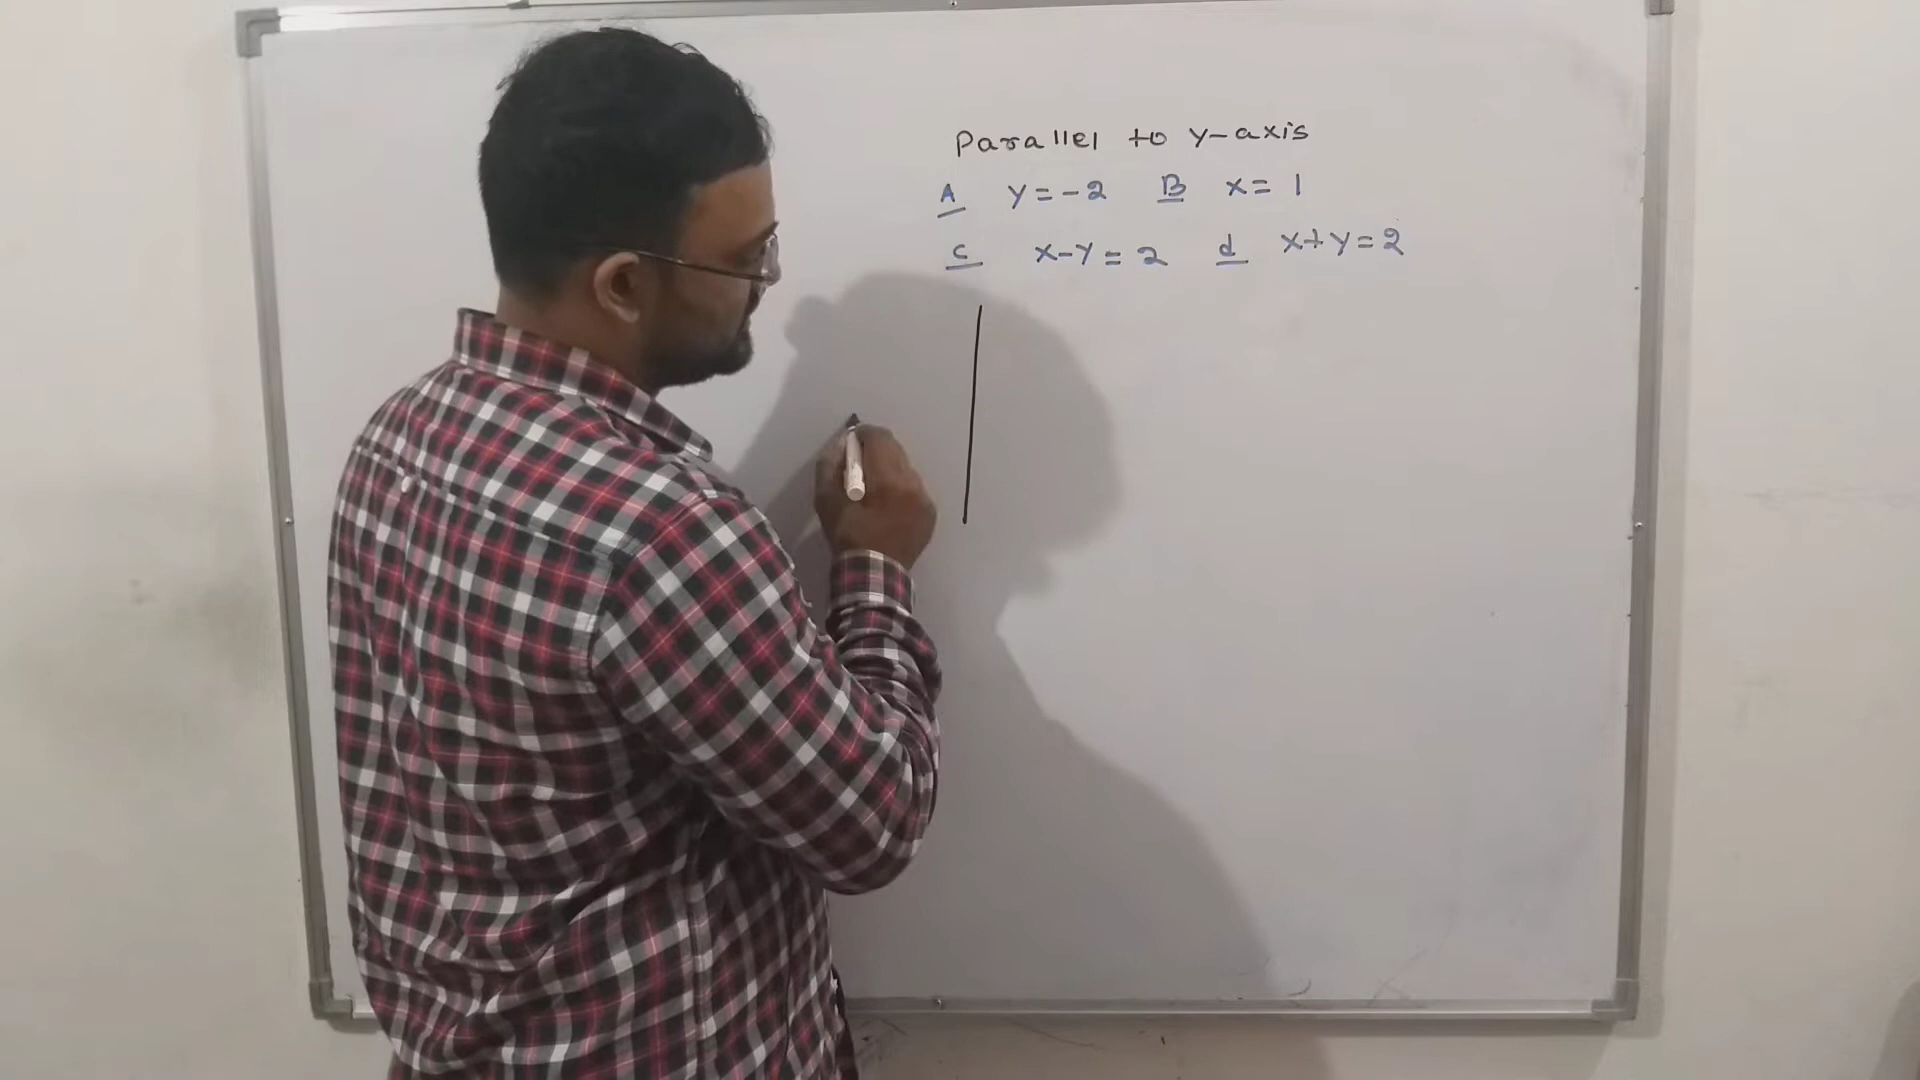 Parallel to y-axis
A y=-2 B x=1
c x-y=2 d x+y=2